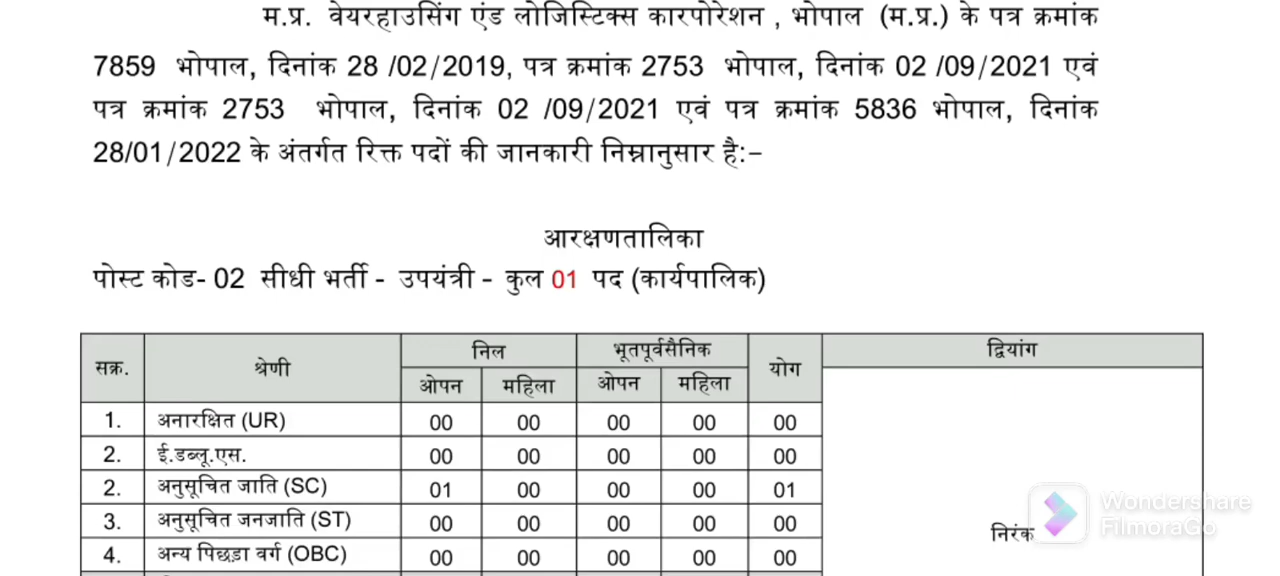 म.प्र. वेयरहाउसिंग एंड लोजिस्टिक्स कारपोरेशन , भोपाल (म.प्र.) के पत्र क्रमांक
7859 भोपाल, दिनांक 28 /02/2019, पत्र क्रमांक 2753 भोपाल, दिनांक 02 /09/2021 एवं
पत्र क्रमांक 2753 भोपाल, दिनांक 02 /09/2021 एवं पत्र क्रमांक 5836 भोपाल, दिनांक
28/01/2022 के अंतर्गत रिक्त पदों की जानकारी निम्नानुसार है:–
आरक्षणतालिका
पोस्ट कोड- 02 सीधी भर्ती - उपयंत्री - कुल 01 पद (कार्यपालिक)
सक्र. श्रेणी निल भूतपूर्वसैनिक योग द्वियांग
ओपन महिला ओपन महिला
1. अनारक्षित (UR) 00 00 00 00 00
2. ई.डब्लू.एस. 00 00 00 00 00
2. अनुसूचित जाति (SC) 01 00 00 00 01
3. अनुसूचित जनजाति (ST) 00 00 00 00 00
निरंक
4. अन्य पिछड़ा वर्ग (OBC) 00 00 00 00 00
Wondershare
FilmoraGo